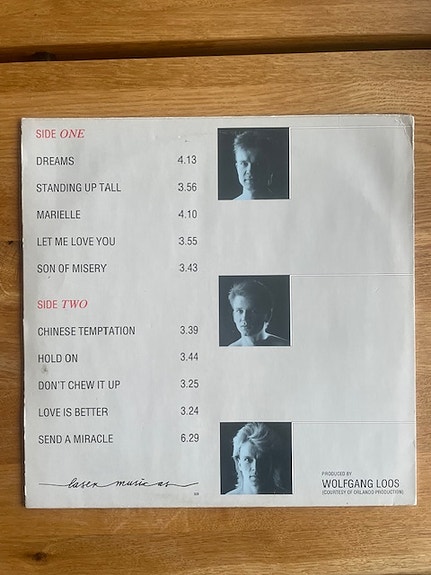 SIDE ONE
DREAMS 4.13
STANDING UP TALL 3.56
MARIELLE 4.10
LET ME LOVE YOU 3.55
SON OF MISERY 3.43
SIDE TWO
CHINESE TEMPTATION 3.39
HOLD ON 3.44
DON'T CHEW IT UP 3.25
LOVE IS BETTER 3.24
SEND A MIRACLE 6.29
laser music as
PRODUCED BY
WOLFGANG LOOS
(COURTESY OF ORLANDO PRODUCTION)